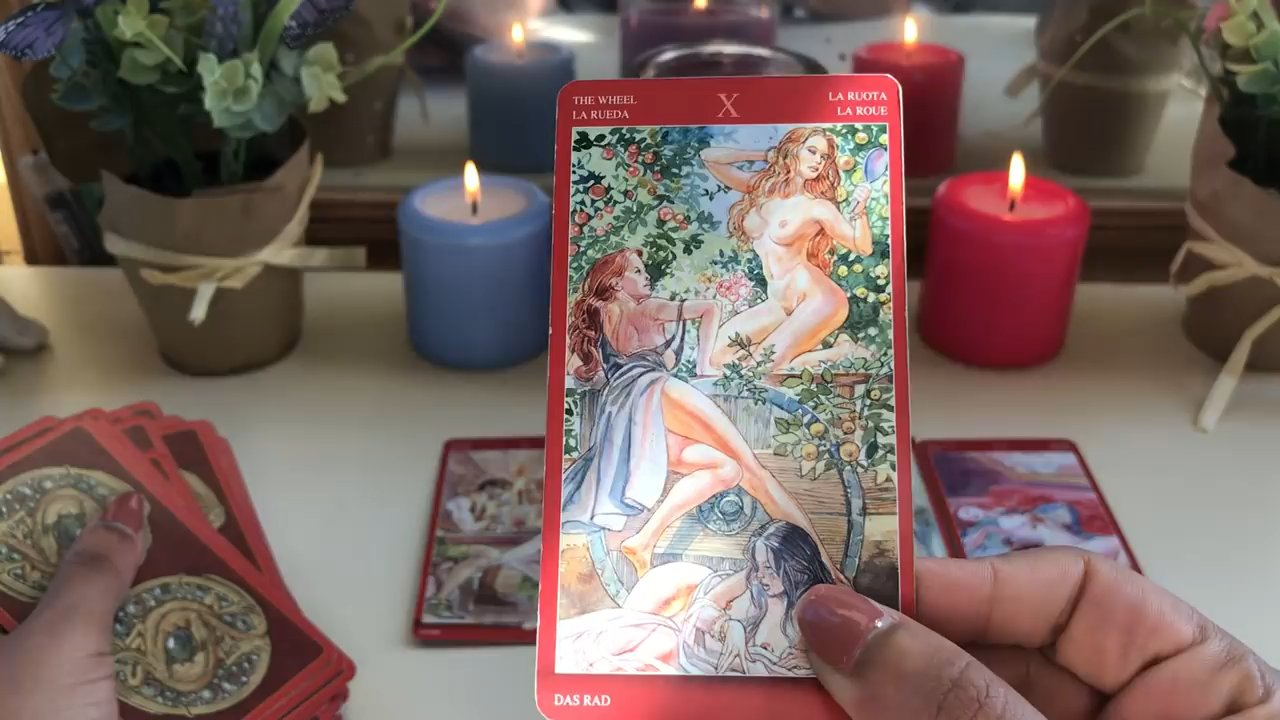 THE WHEEL
LA RUEDA
X
LA RUOTA
LA ROUE
DAS RAD